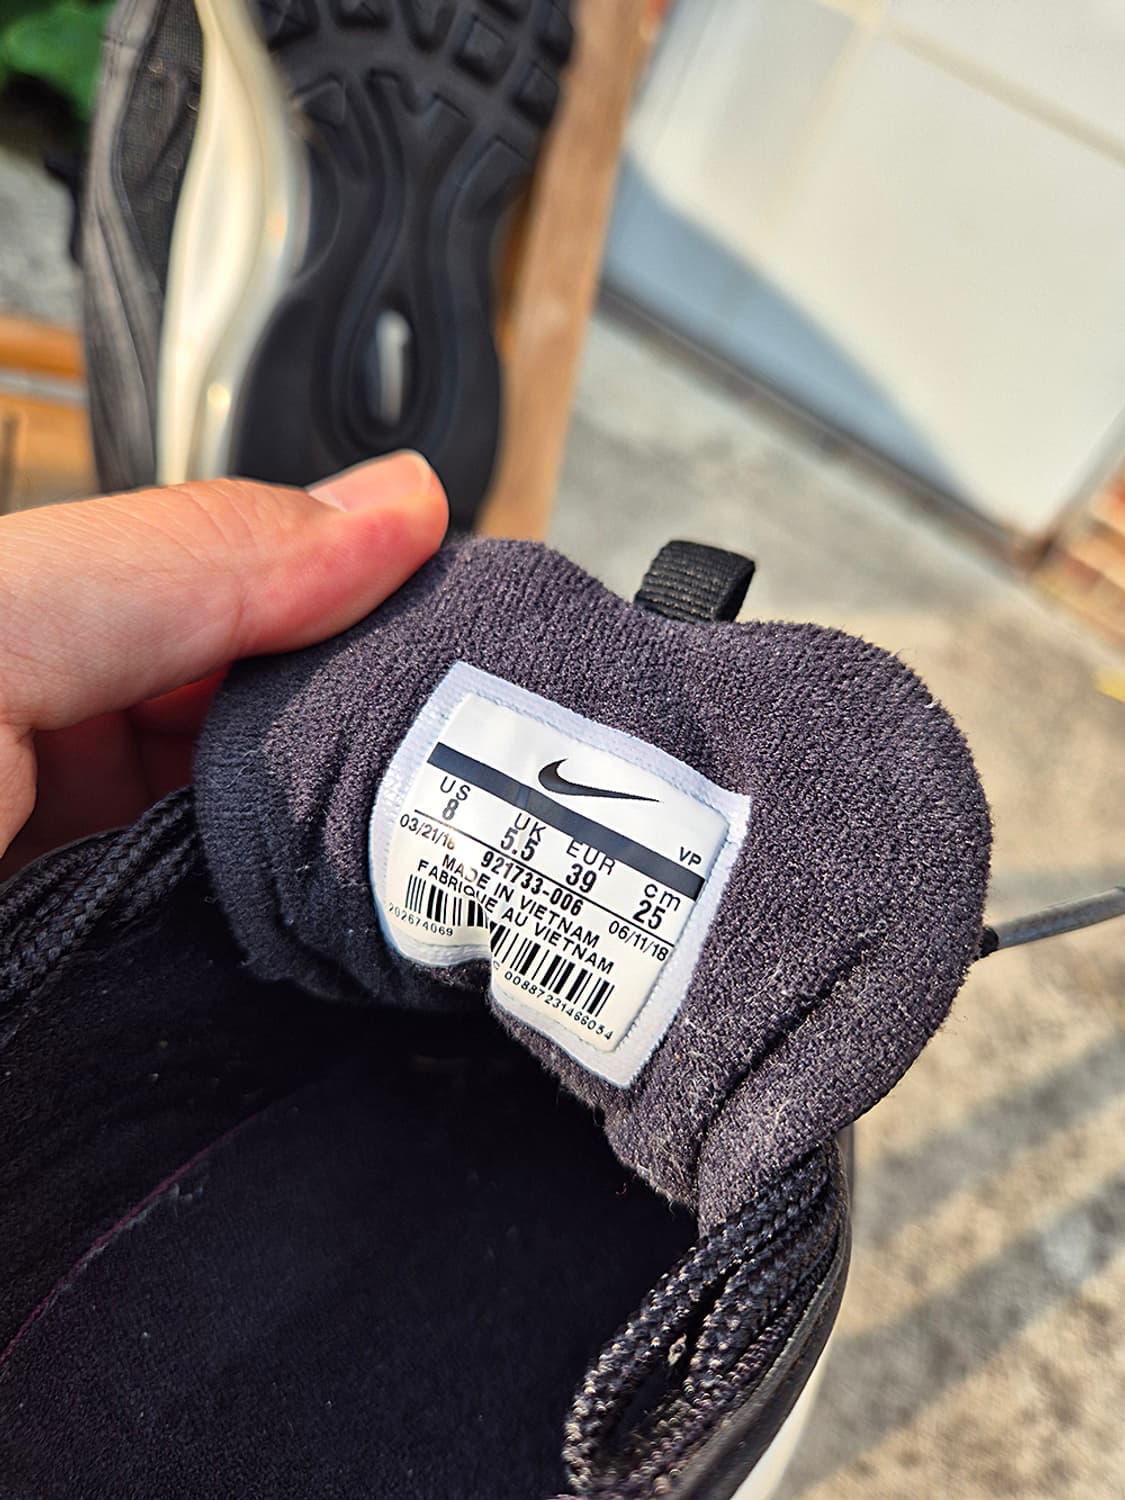 US UK EUR cm
8 5.5 39 25
VP
03/21/18 921733-006 06/11/18
MADE IN VIETNAM
FABRIQUE AU VIETNAM
202674069
00887231466054